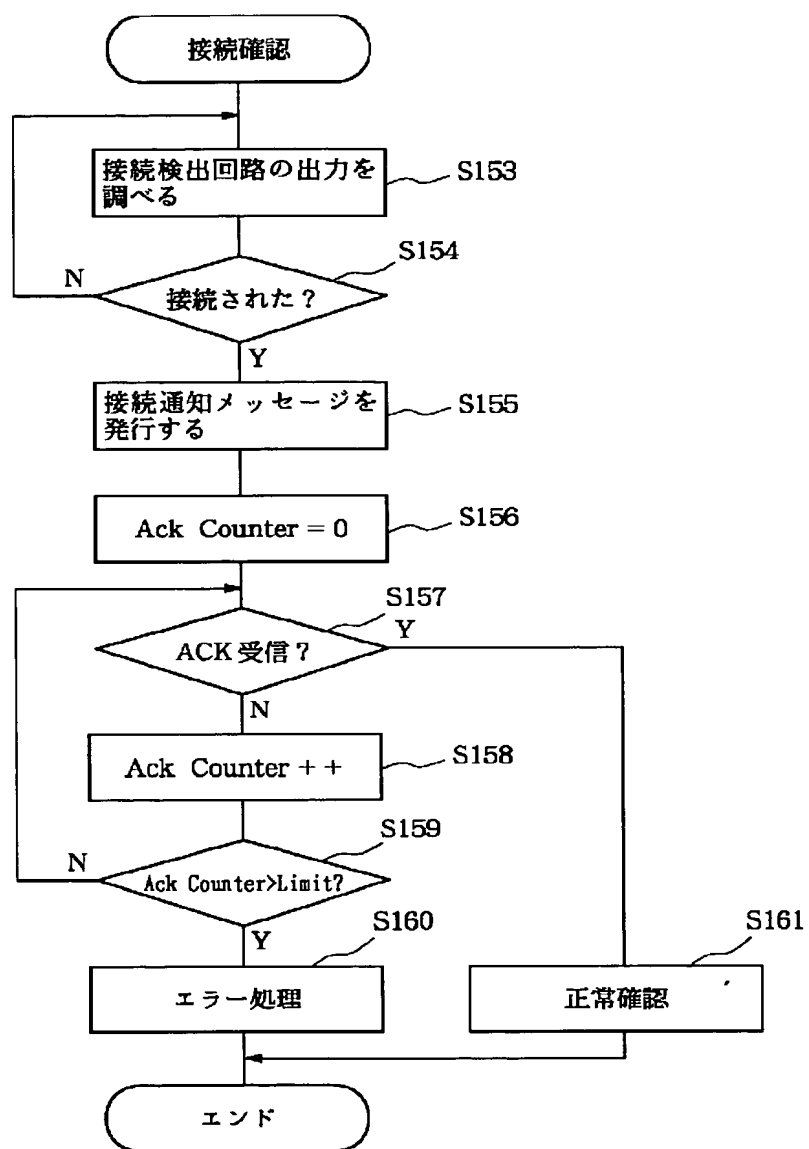 接続確認
接続検出回路の出力を
調べる
S153
S154
N
接続された？
Y
接続通知メッセージを
発行する
S155
Ack Counter = 0
S156
S157
ACK 受信？
Y
N
Ack Counter + +
S158
S159
N
Ack Counter>Limit?
Y
S160
S161
エラー処理
正常確認
エンド